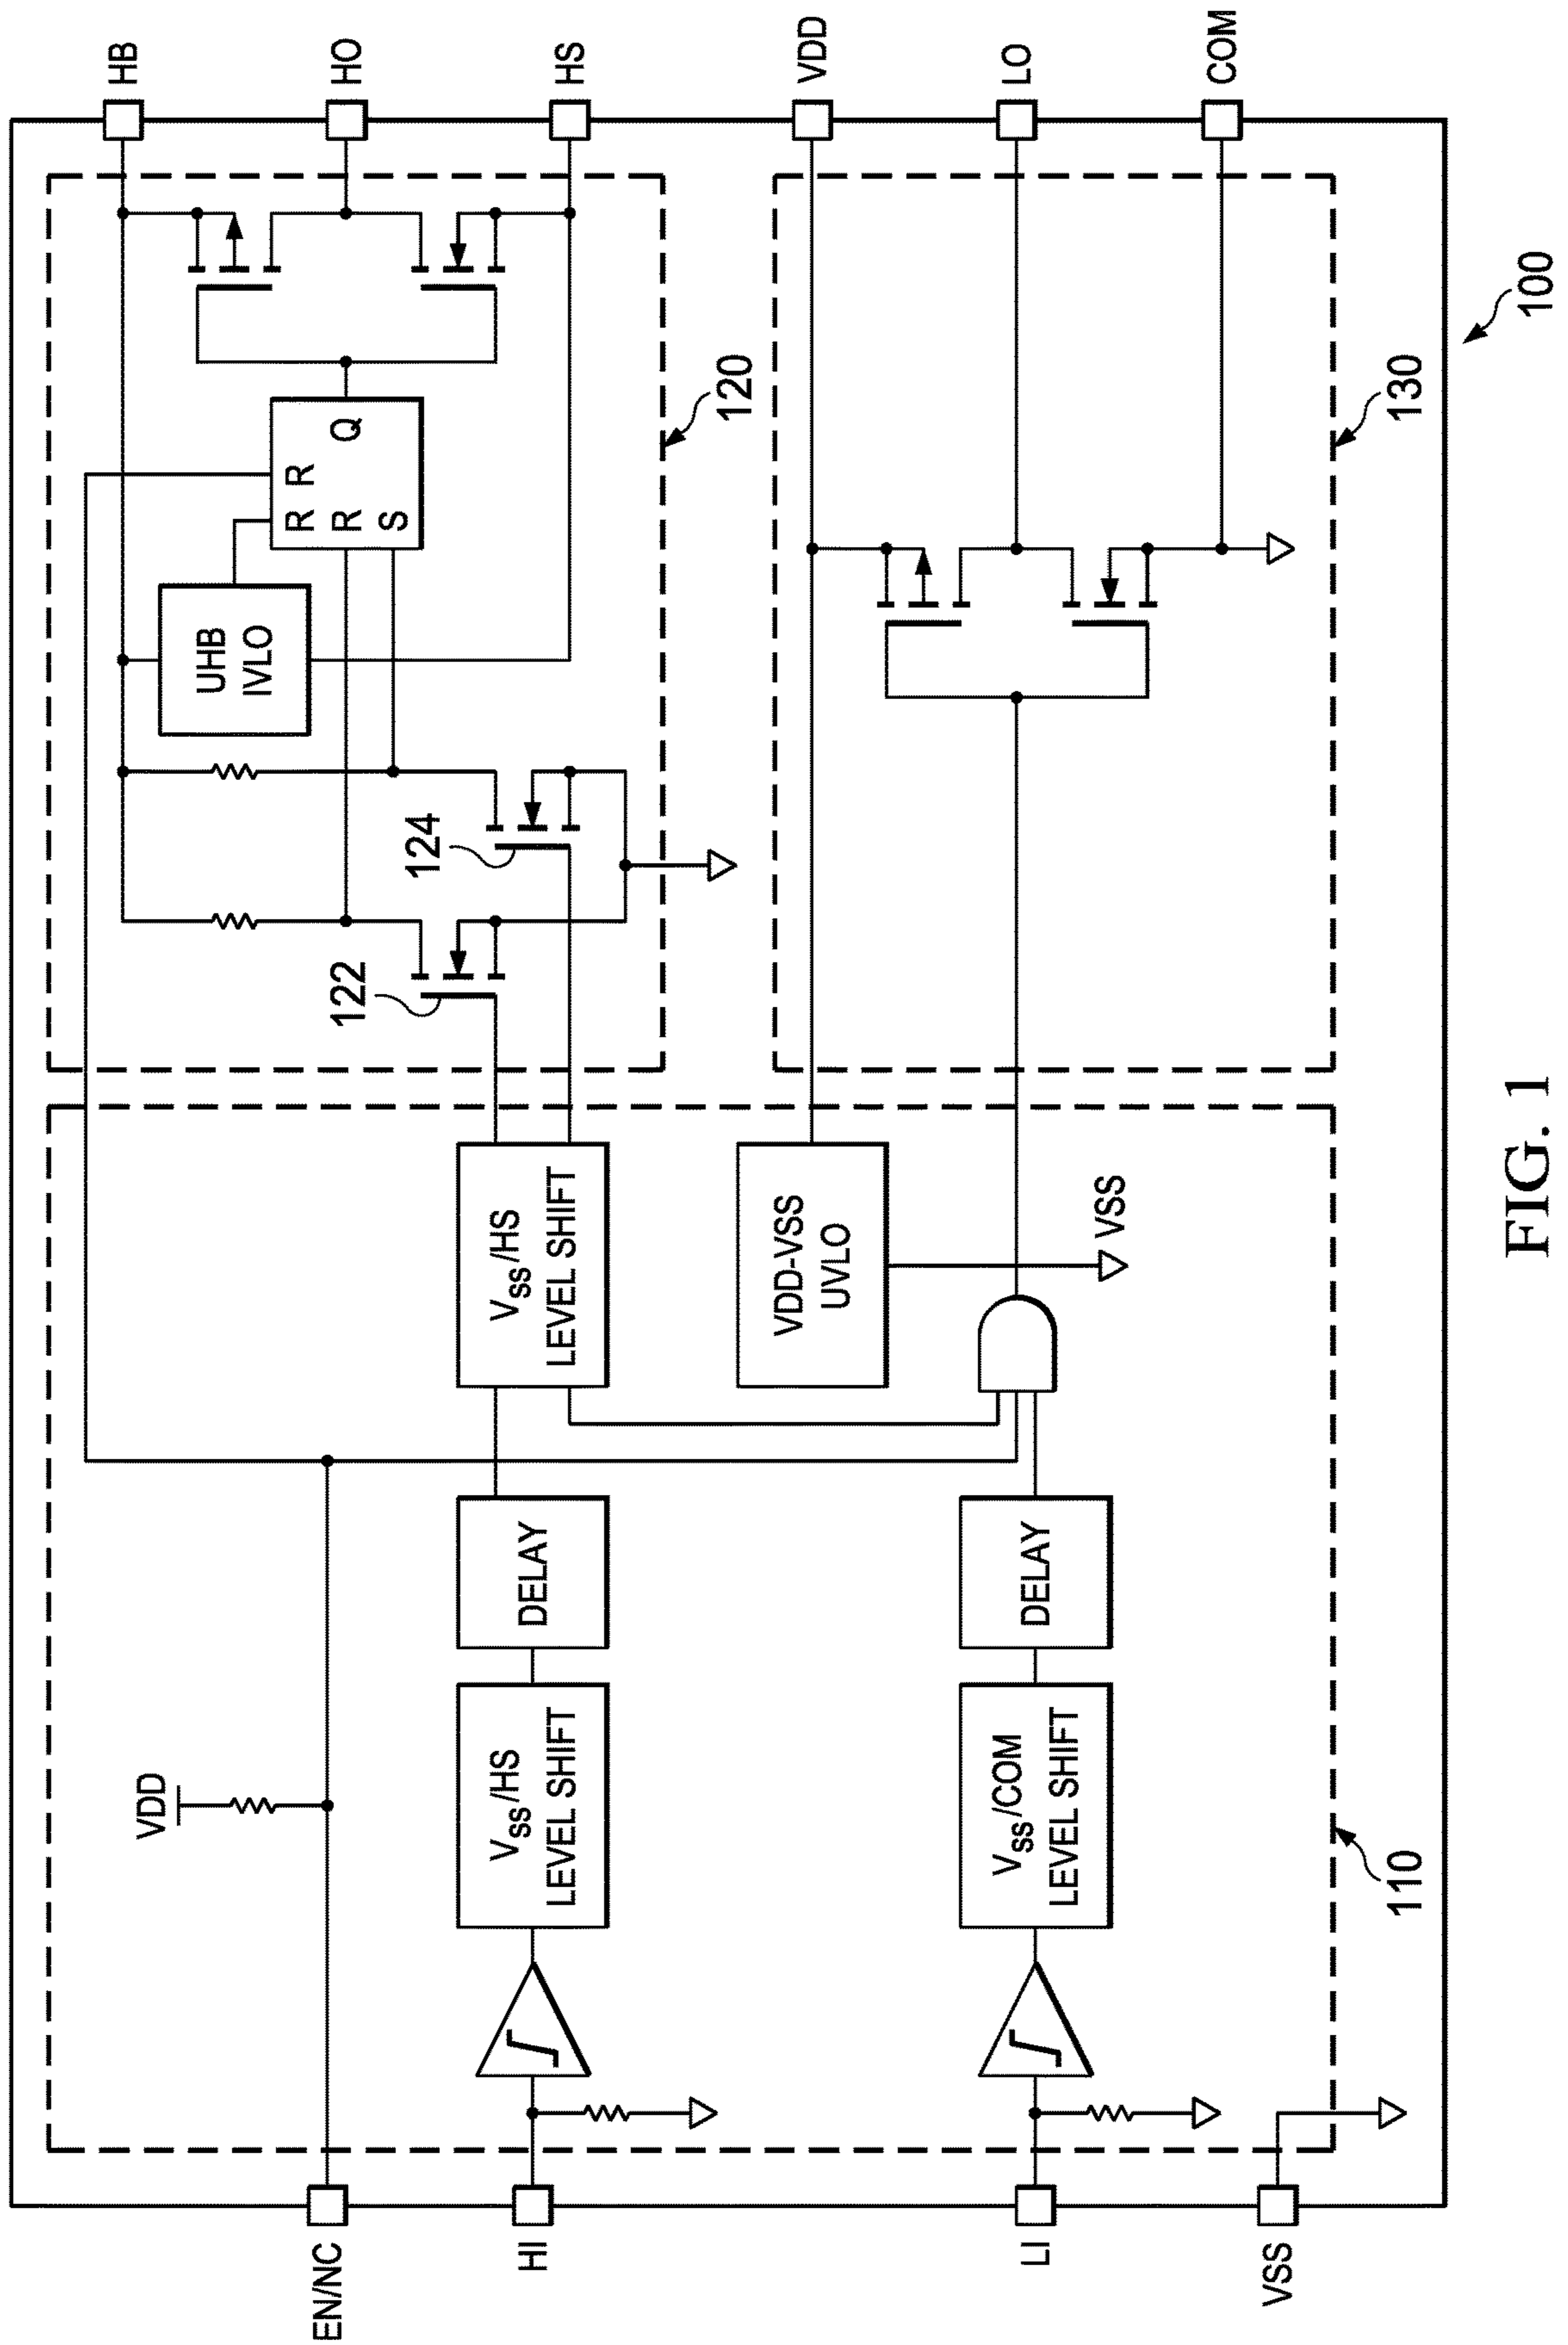 HB
HO
HS
VDD
LO
COM
UHB
IVLO
R
R
R
S
Q
120
122
124
130
100
EN/NC
HI
LI
VSS
VDD
Vss/HS
LEVEL SHIFT
DELAY
Vss/HS
LEVEL SHIFT
VDD-VSS
UVLO
VSS
Vss/COM
LEVEL SHIFT
DELAY
110
FIG. 1